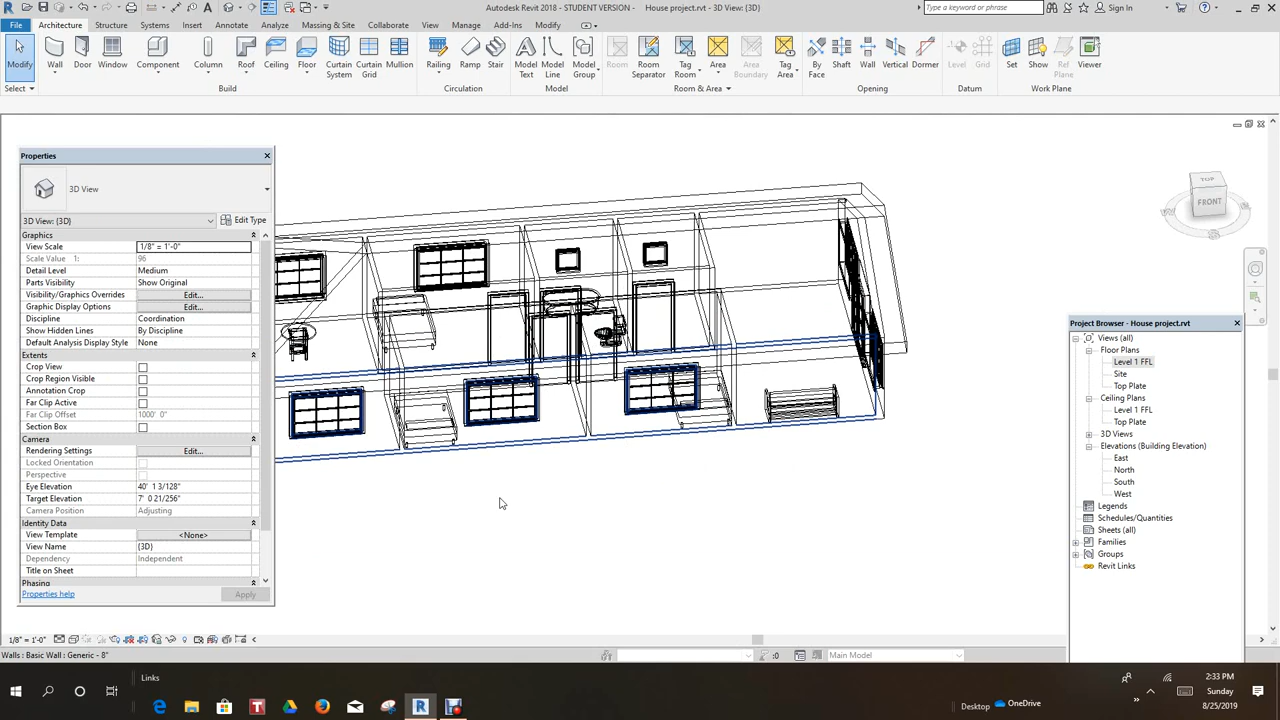 Autodesk Revit 2018 - STUDENT VERSION - House project.rvt - 3D View: {3D}
Type a keyword or phrase
Sign In
File Architecture Structure Systems Insert Annotate Analyze Massing & Site Collaborate View Manage Add-Ins Modify
Modify Wall Door Window Component Column Roof Ceiling Floor Curtain System Curtain Grid Mullion Railing Ramp Stair Model Text Model Line Model Group Room Room Separator Tag Room Area Area Boundary Tag Area By Face Shaft Wall Vertical Dormer Level Grid Set Show Ref Plane Viewer
Select Build Circulation Model Room & Area Opening Datum Work Plane
Properties
3D View
3D View: {3D} Edit Type
Graphics
View Scale 1/8" = 1'-0"
Scale Value 1: 96
Detail Level Medium
Parts Visibility Show Original
Visibility/Graphics Overrides Edit...
Graphic Display Options Edit...
Discipline Coordination
Show Hidden Lines By Discipline
Default Analysis Display Style None
Extents
Crop View
Crop Region Visible
Annotation Crop
Far Clip Active
Far Clip Offset 1000' 0"
Section Box
Camera
Rendering Settings Edit...
Locked Orientation
Perspective
Eye Elevation 40' 1 3/128"
Target Elevation 7' 0 21/256"
Camera Position Adjusting
Identity Data
View Template <None>
View Name {3D}
Dependency Independent
Title on Sheet
Phasing
Properties help Apply
TOP
FRONT
Project Browser - House project.rvt
Views (all)
Floor Plans
Level 1 FFL
Site
Top Plate
Ceiling Plans
Level 1 FFL
Top Plate
3D Views
Elevations (Building Elevation)
East
North
South
West
Legends
Schedules/Quantities
Sheets (all)
Families
Groups
Revit Links
1/8" = 1'-0"
Walls : Basic Wall : Generic - 8"
:0
Main Model
Links
Desktop
OneDrive
2:33 PM
Sunday
8/25/2019